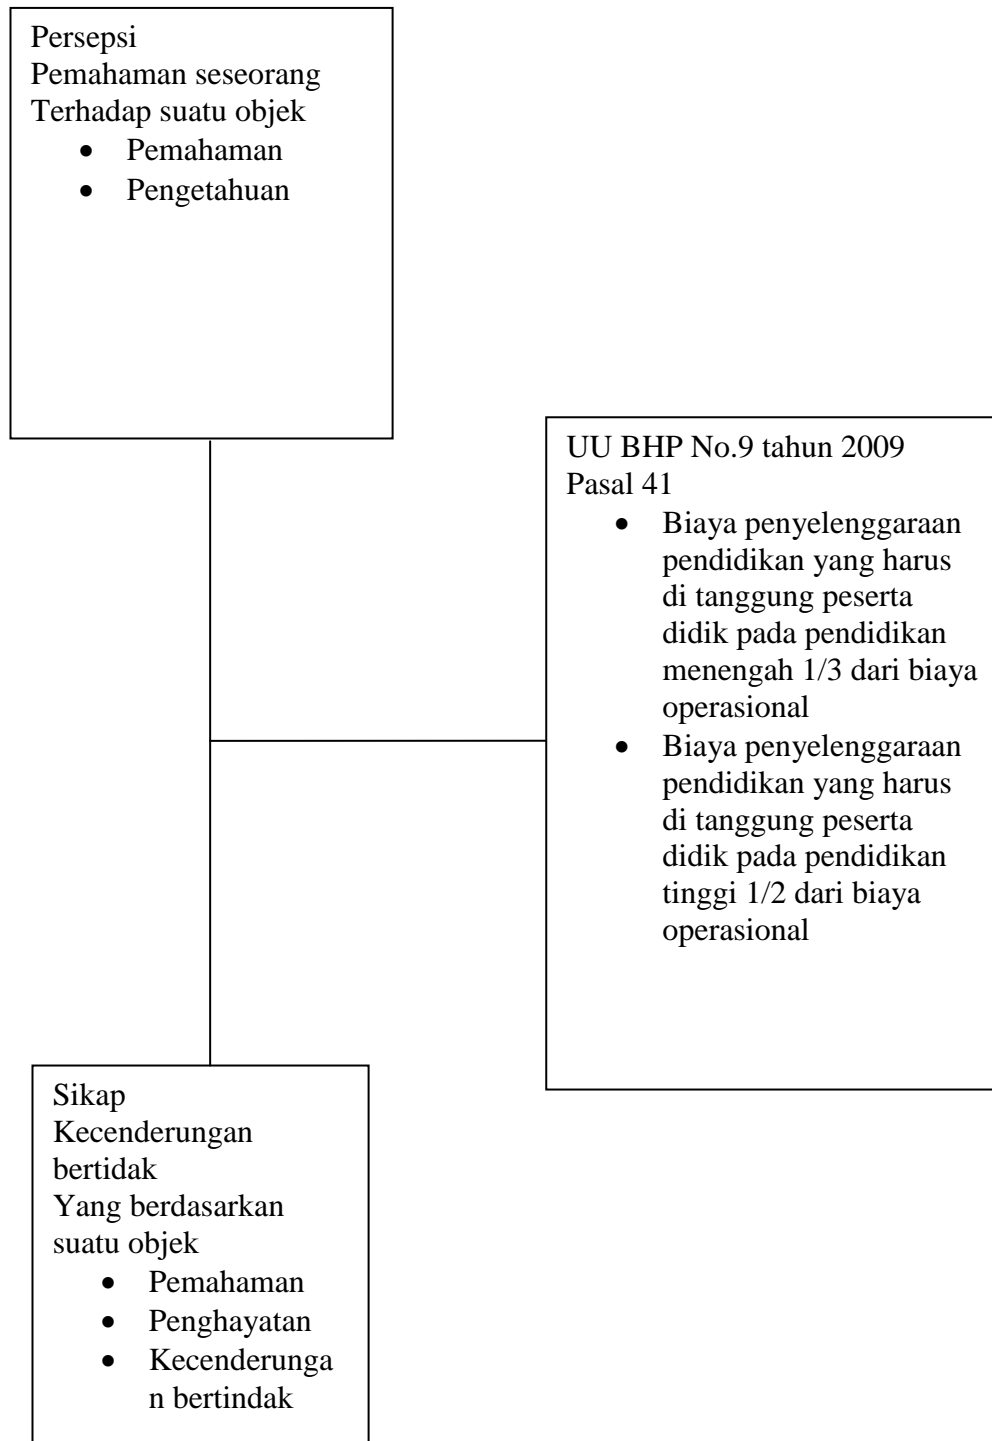 Persepsi
Pemahaman seseorang
Terhadap suatu objek
• Pemahaman
• Pengetahuan
UU BHP No.9 tahun 2009
Pasal 41
• Biaya penyelenggaraan
pendidikan yang harus
di tanggung peserta
didik pada pendidikan
menengah 1/3 dari biaya
operasional
• Biaya penyelenggaraan
pendidikan yang harus
di tanggung peserta
didik pada pendidikan
tinggi 1/2 dari biaya
operasional
Sikap
Kecenderungan
bertidak
Yang berdasarkan
suatu objek
• Pemahaman
• Penghayatan
• Kecenderunga
n bertindak